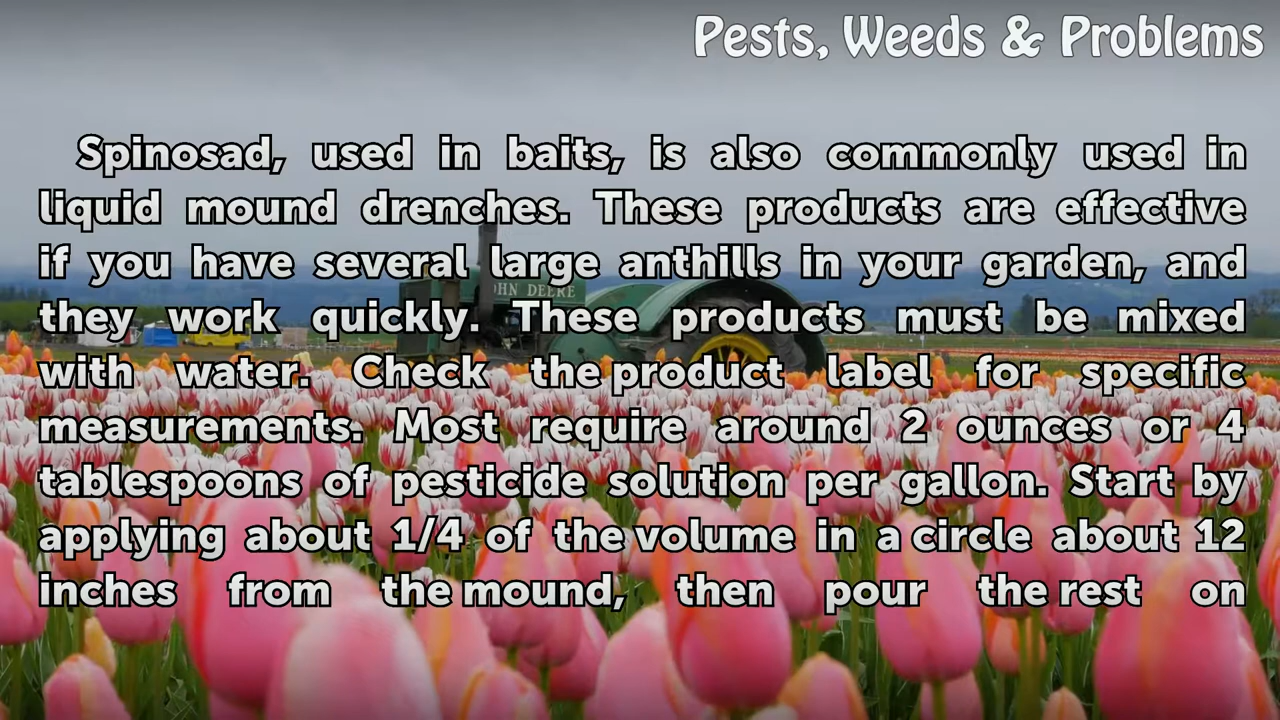 Pests, Weeds & Problems
Spinosad, used in baits, is also commonly used in
liquid mound drenches. These products are effective
if you have several large anthills in your garden, and
they work quickly. These products must be mixed
with water. Check the product label for specific
measurements. Most require around 2 ounces or 4
tablespoons of pesticide solution per gallon. Start by
applying about 1/4 of the volume in a circle about 12
inches from the mound, then pour the rest on
OHN DEERE